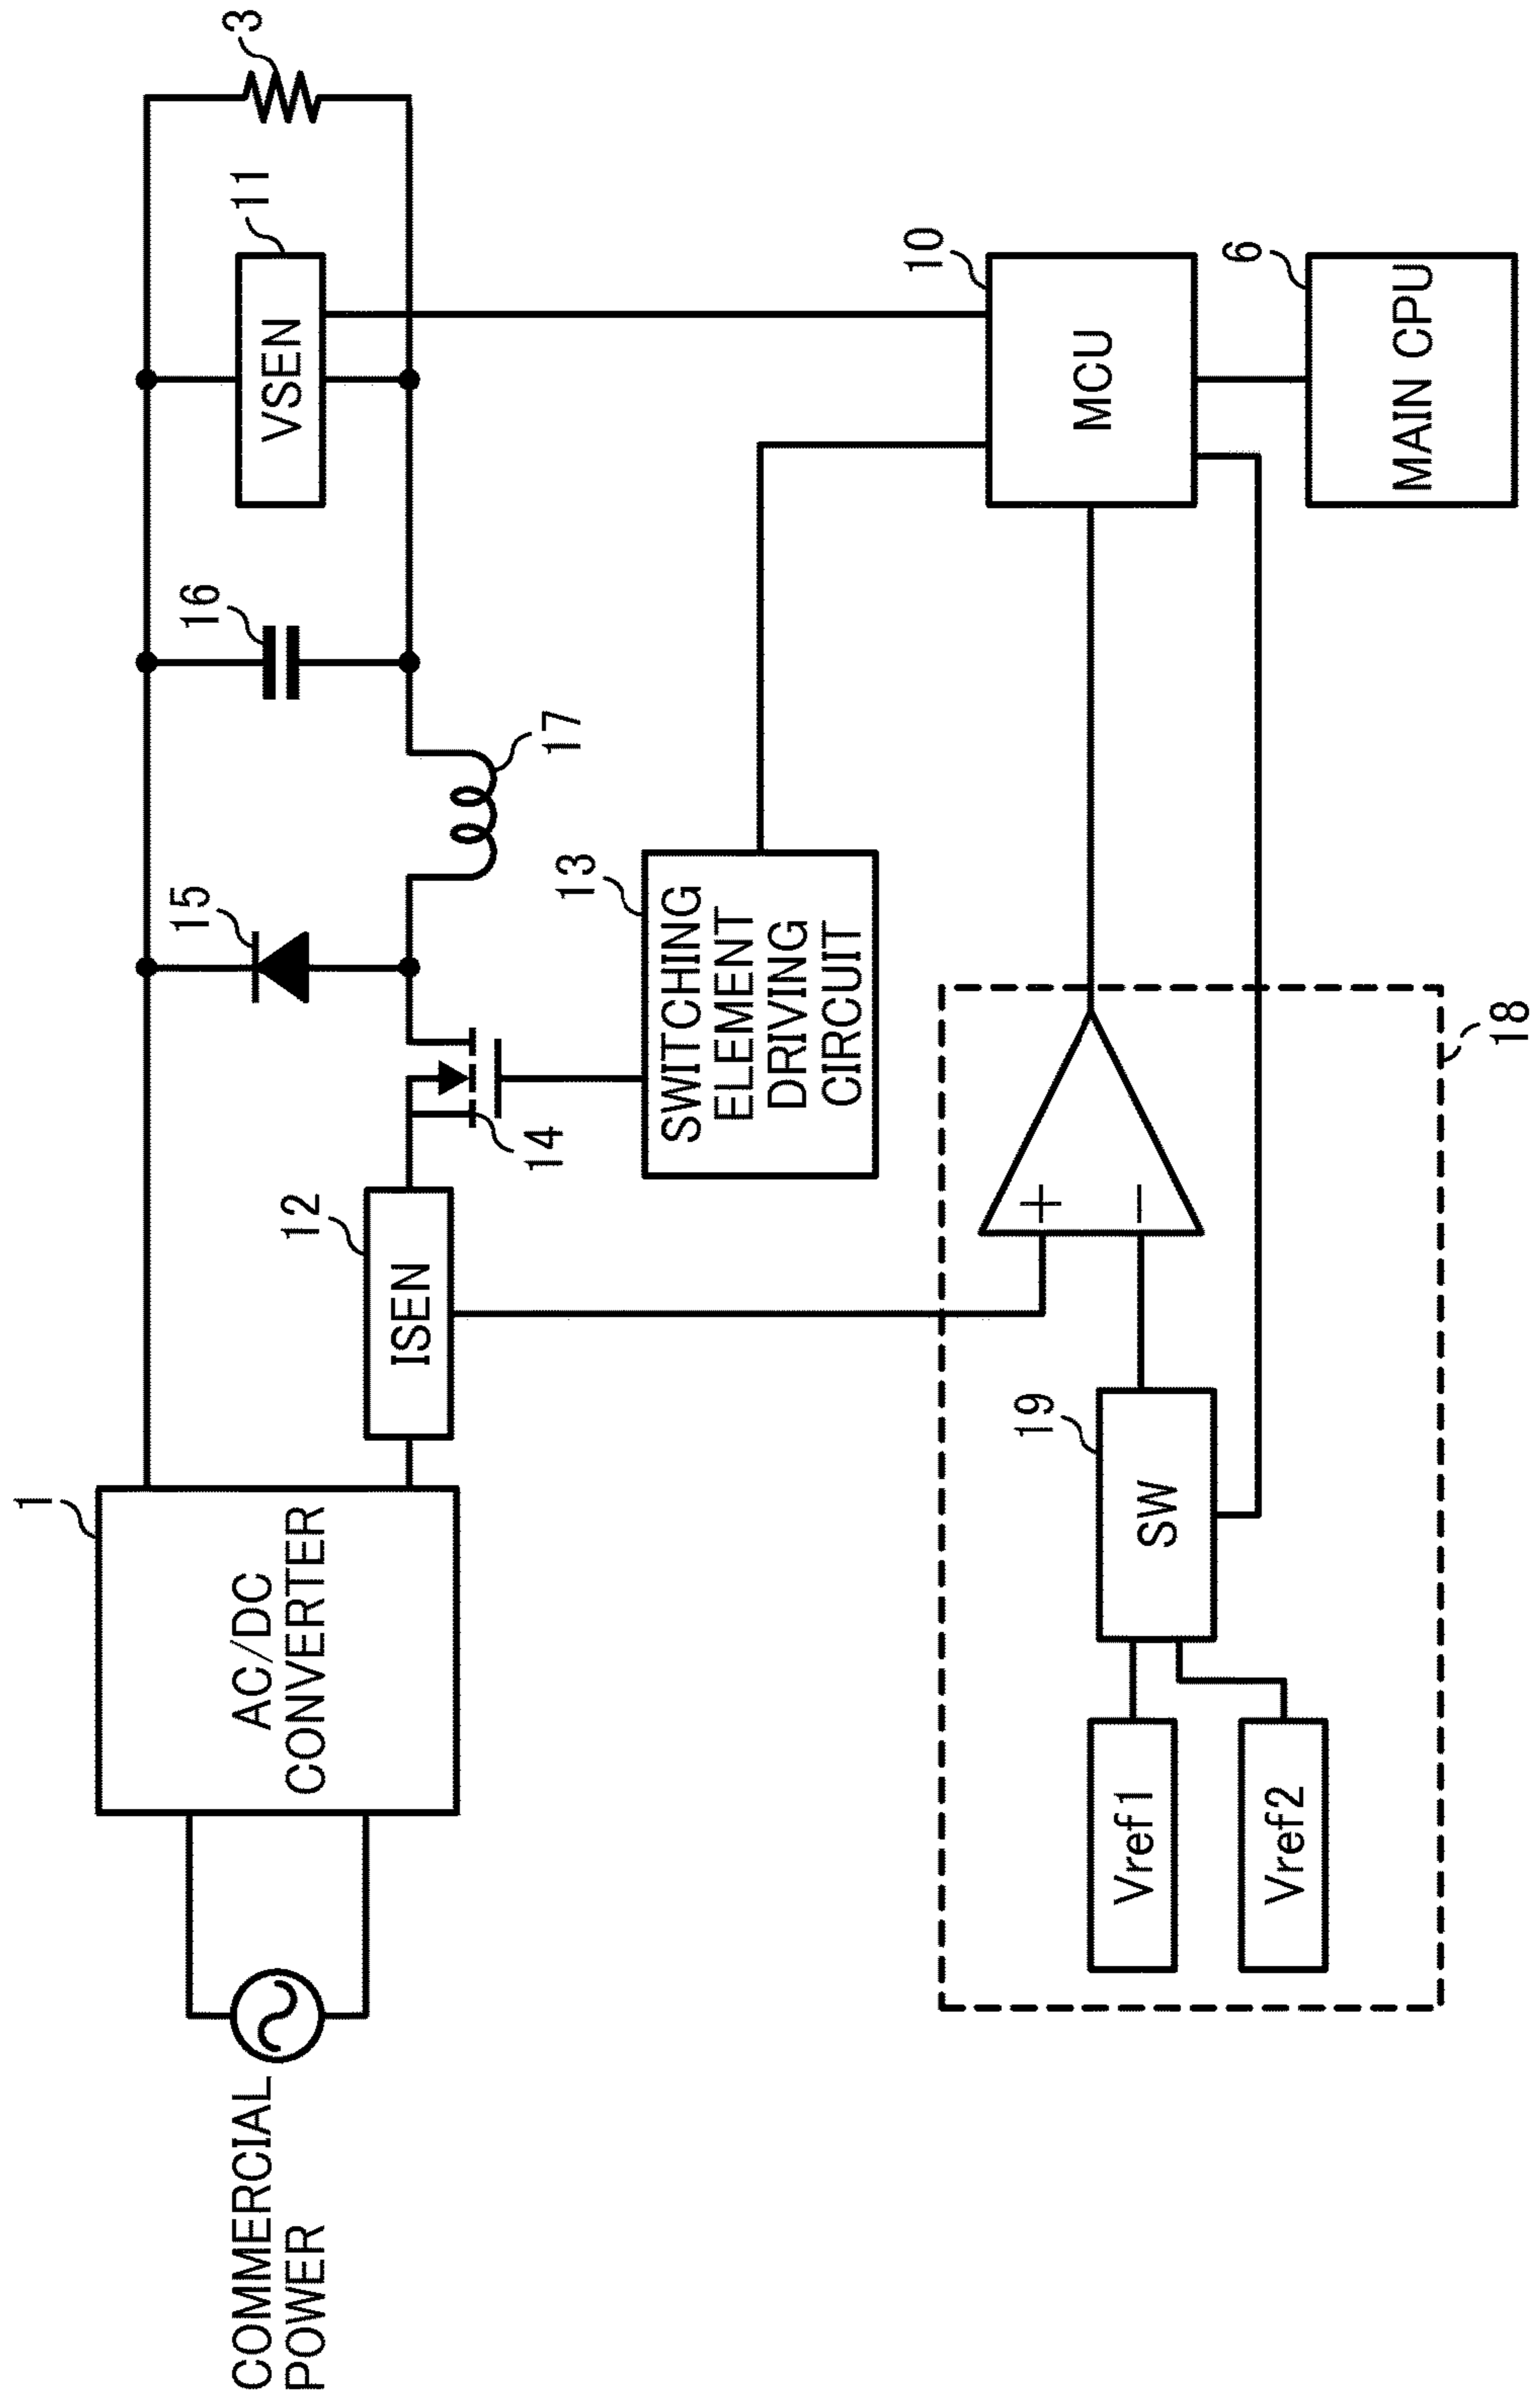 COMMERCIAL
POWER
1
AC/DC
CONVERTER
12
ISEN
14
15
17
16
11
VSEN
3
13
SWITCHING
ELEMENT
DRIVING
CIRCUIT
10
MCU
6
MAIN CPU
+
−
19
SW
Vref1
Vref2
18